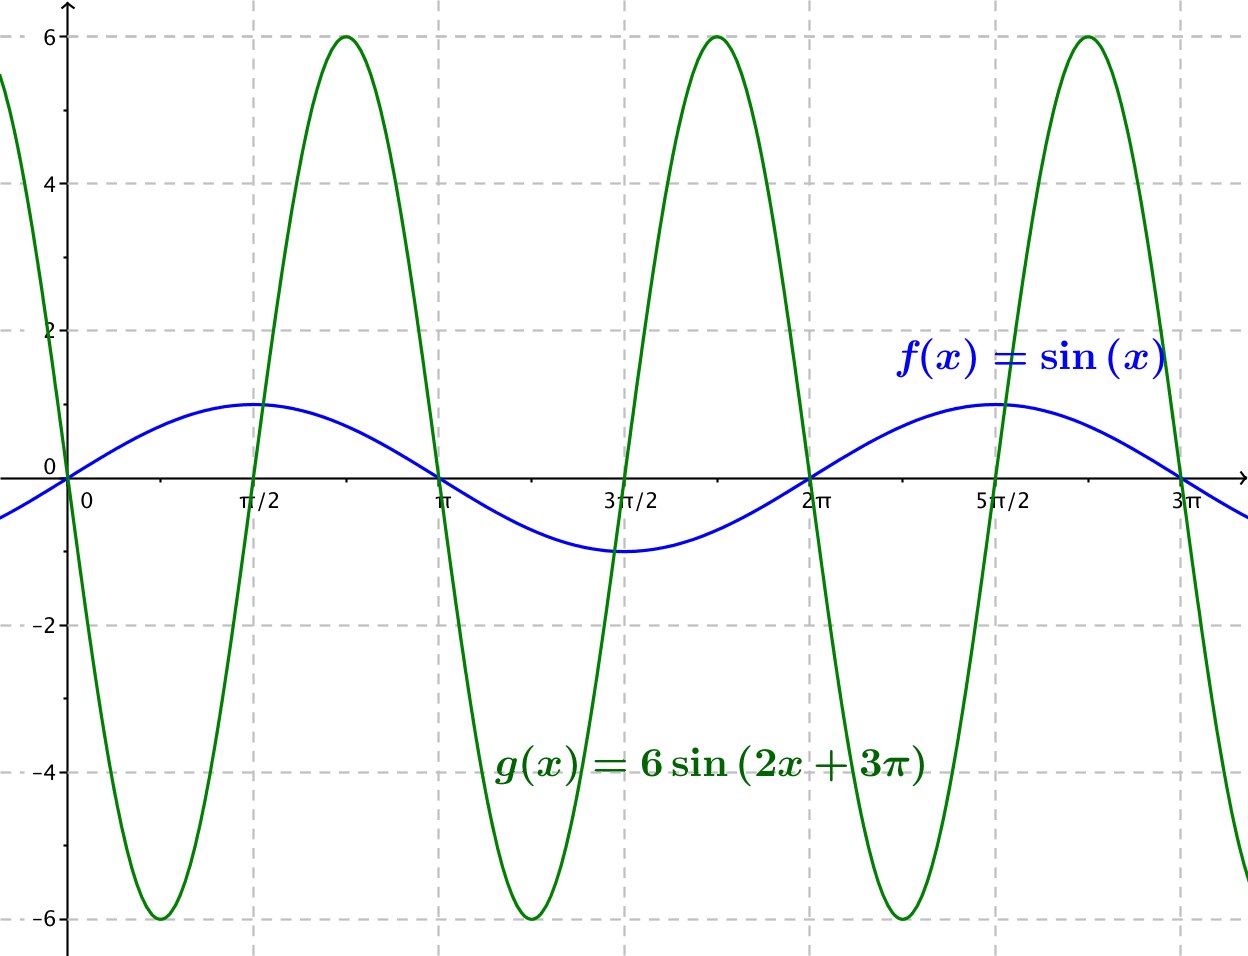 6
4
2
f(x) = sin (x)
0
0 π/2 π 3π/2 2π 5π/2 3π
–2
g(x) = 6 sin (2x + 3π)
–4
–6